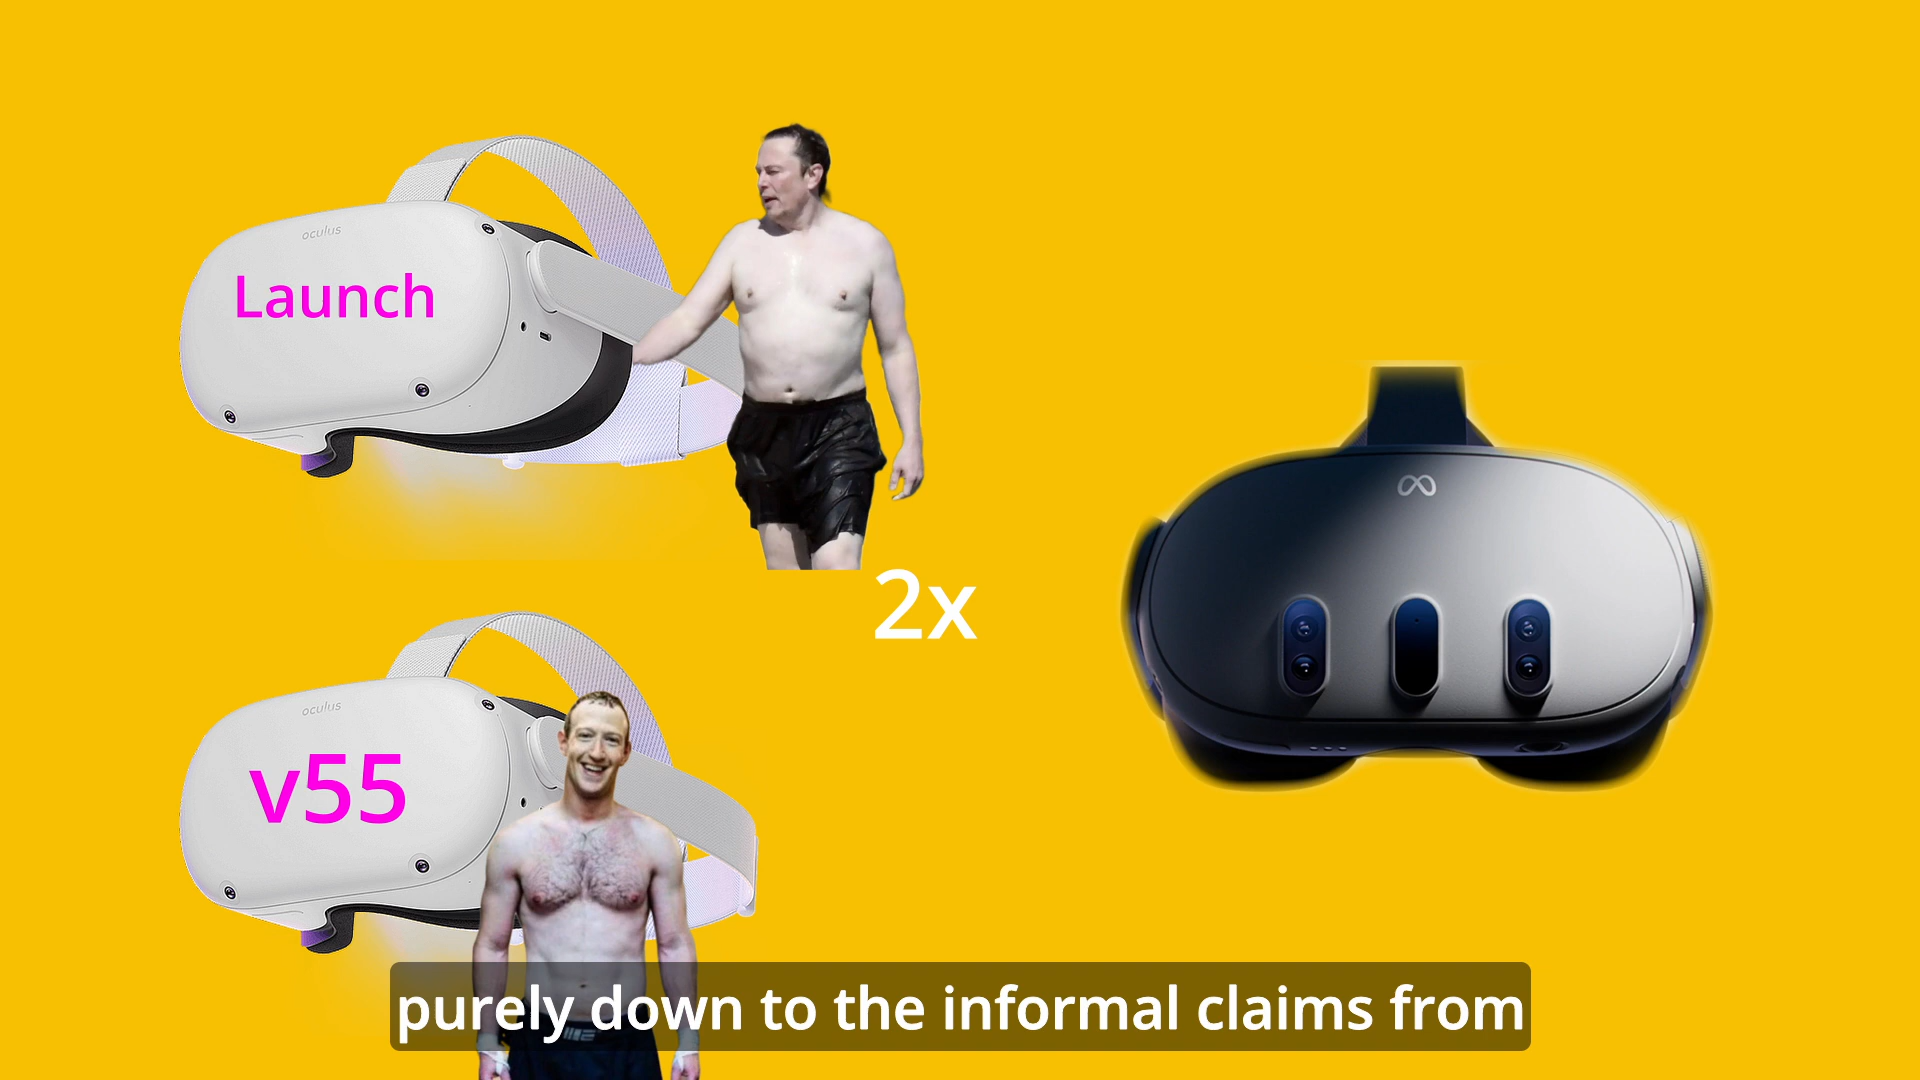 oculus
Launch
2x
oculus
v55
purely down to the informal claims from